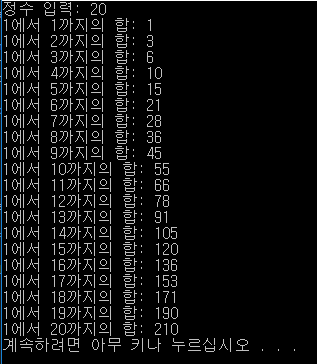 정수 입력: 20
1에서 1까지의 합: 1
1에서 2까지의 합: 3
1에서 3까지의 합: 6
1에서 4까지의 합: 10
1에서 5까지의 합: 15
1에서 6까지의 합: 21
1에서 7까지의 합: 28
1에서 8까지의 합: 36
1에서 9까지의 합: 45
1에서 10까지의 합: 55
1에서 11까지의 합: 66
1에서 12까지의 합: 78
1에서 13까지의 합: 91
1에서 14까지의 합: 105
1에서 15까지의 합: 120
1에서 16까지의 합: 136
1에서 17까지의 합: 153
1에서 18까지의 합: 171
1에서 19까지의 합: 190
1에서 20까지의 합: 210
계속하려면 아무 키나 누르십시오 . . .